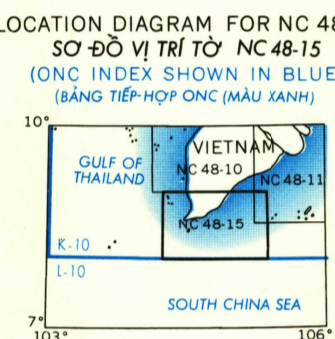 LOCATION DIAGRAM FOR NC 48
SƠ ĐỒ VỊ TRÍ TỜ NC 48-15
(ONC INDEX SHOWN IN BLUE
(BẢNG TIẾP-HỢP ONC (MÀU XANH)
10°
VIETNAM
GULF OF
THAILAND
NC 48-10
NC 48-11
NC 48-15
K-10
L-10
SOUTH CHINA SEA
7°
103°
106°